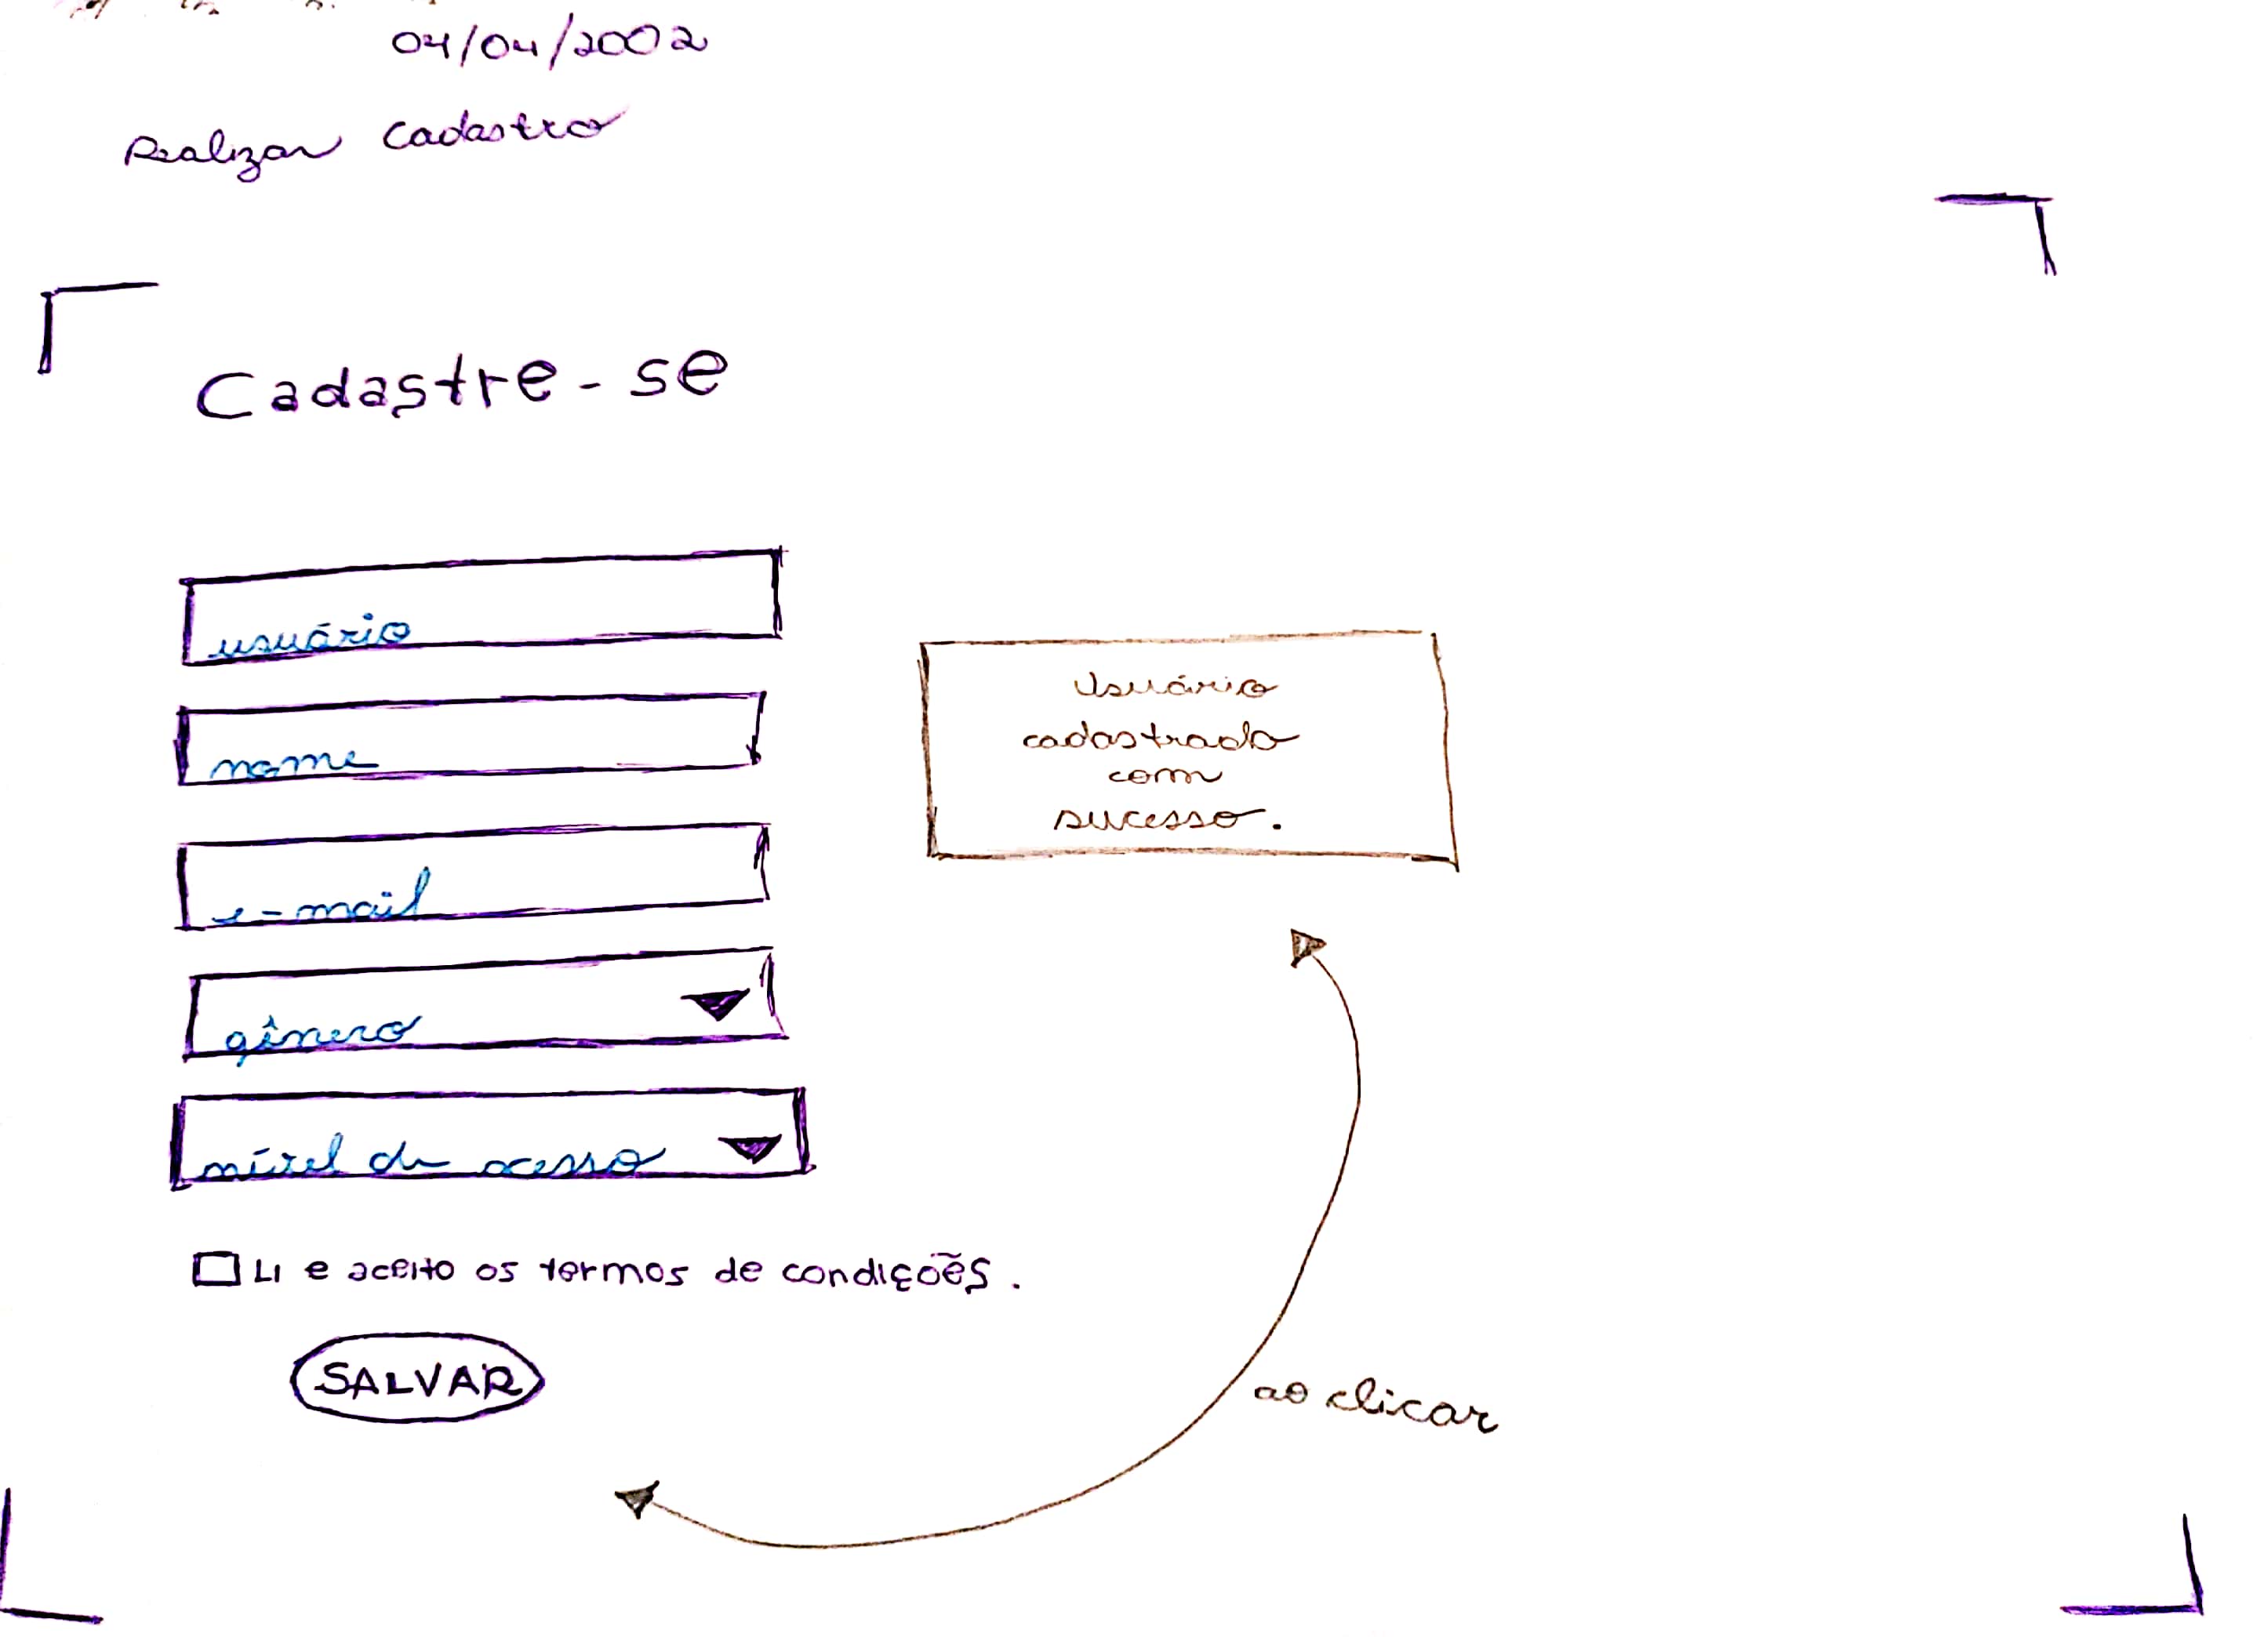 04/04/2002
Realizar Cadastro
Cadastre-se
usuário
nome
e-mail
gênero
nível de acesso
Li e aceito os termos de condições.
SALVAR
Usuário
cadastrado
com
sucesso.
ao clicar